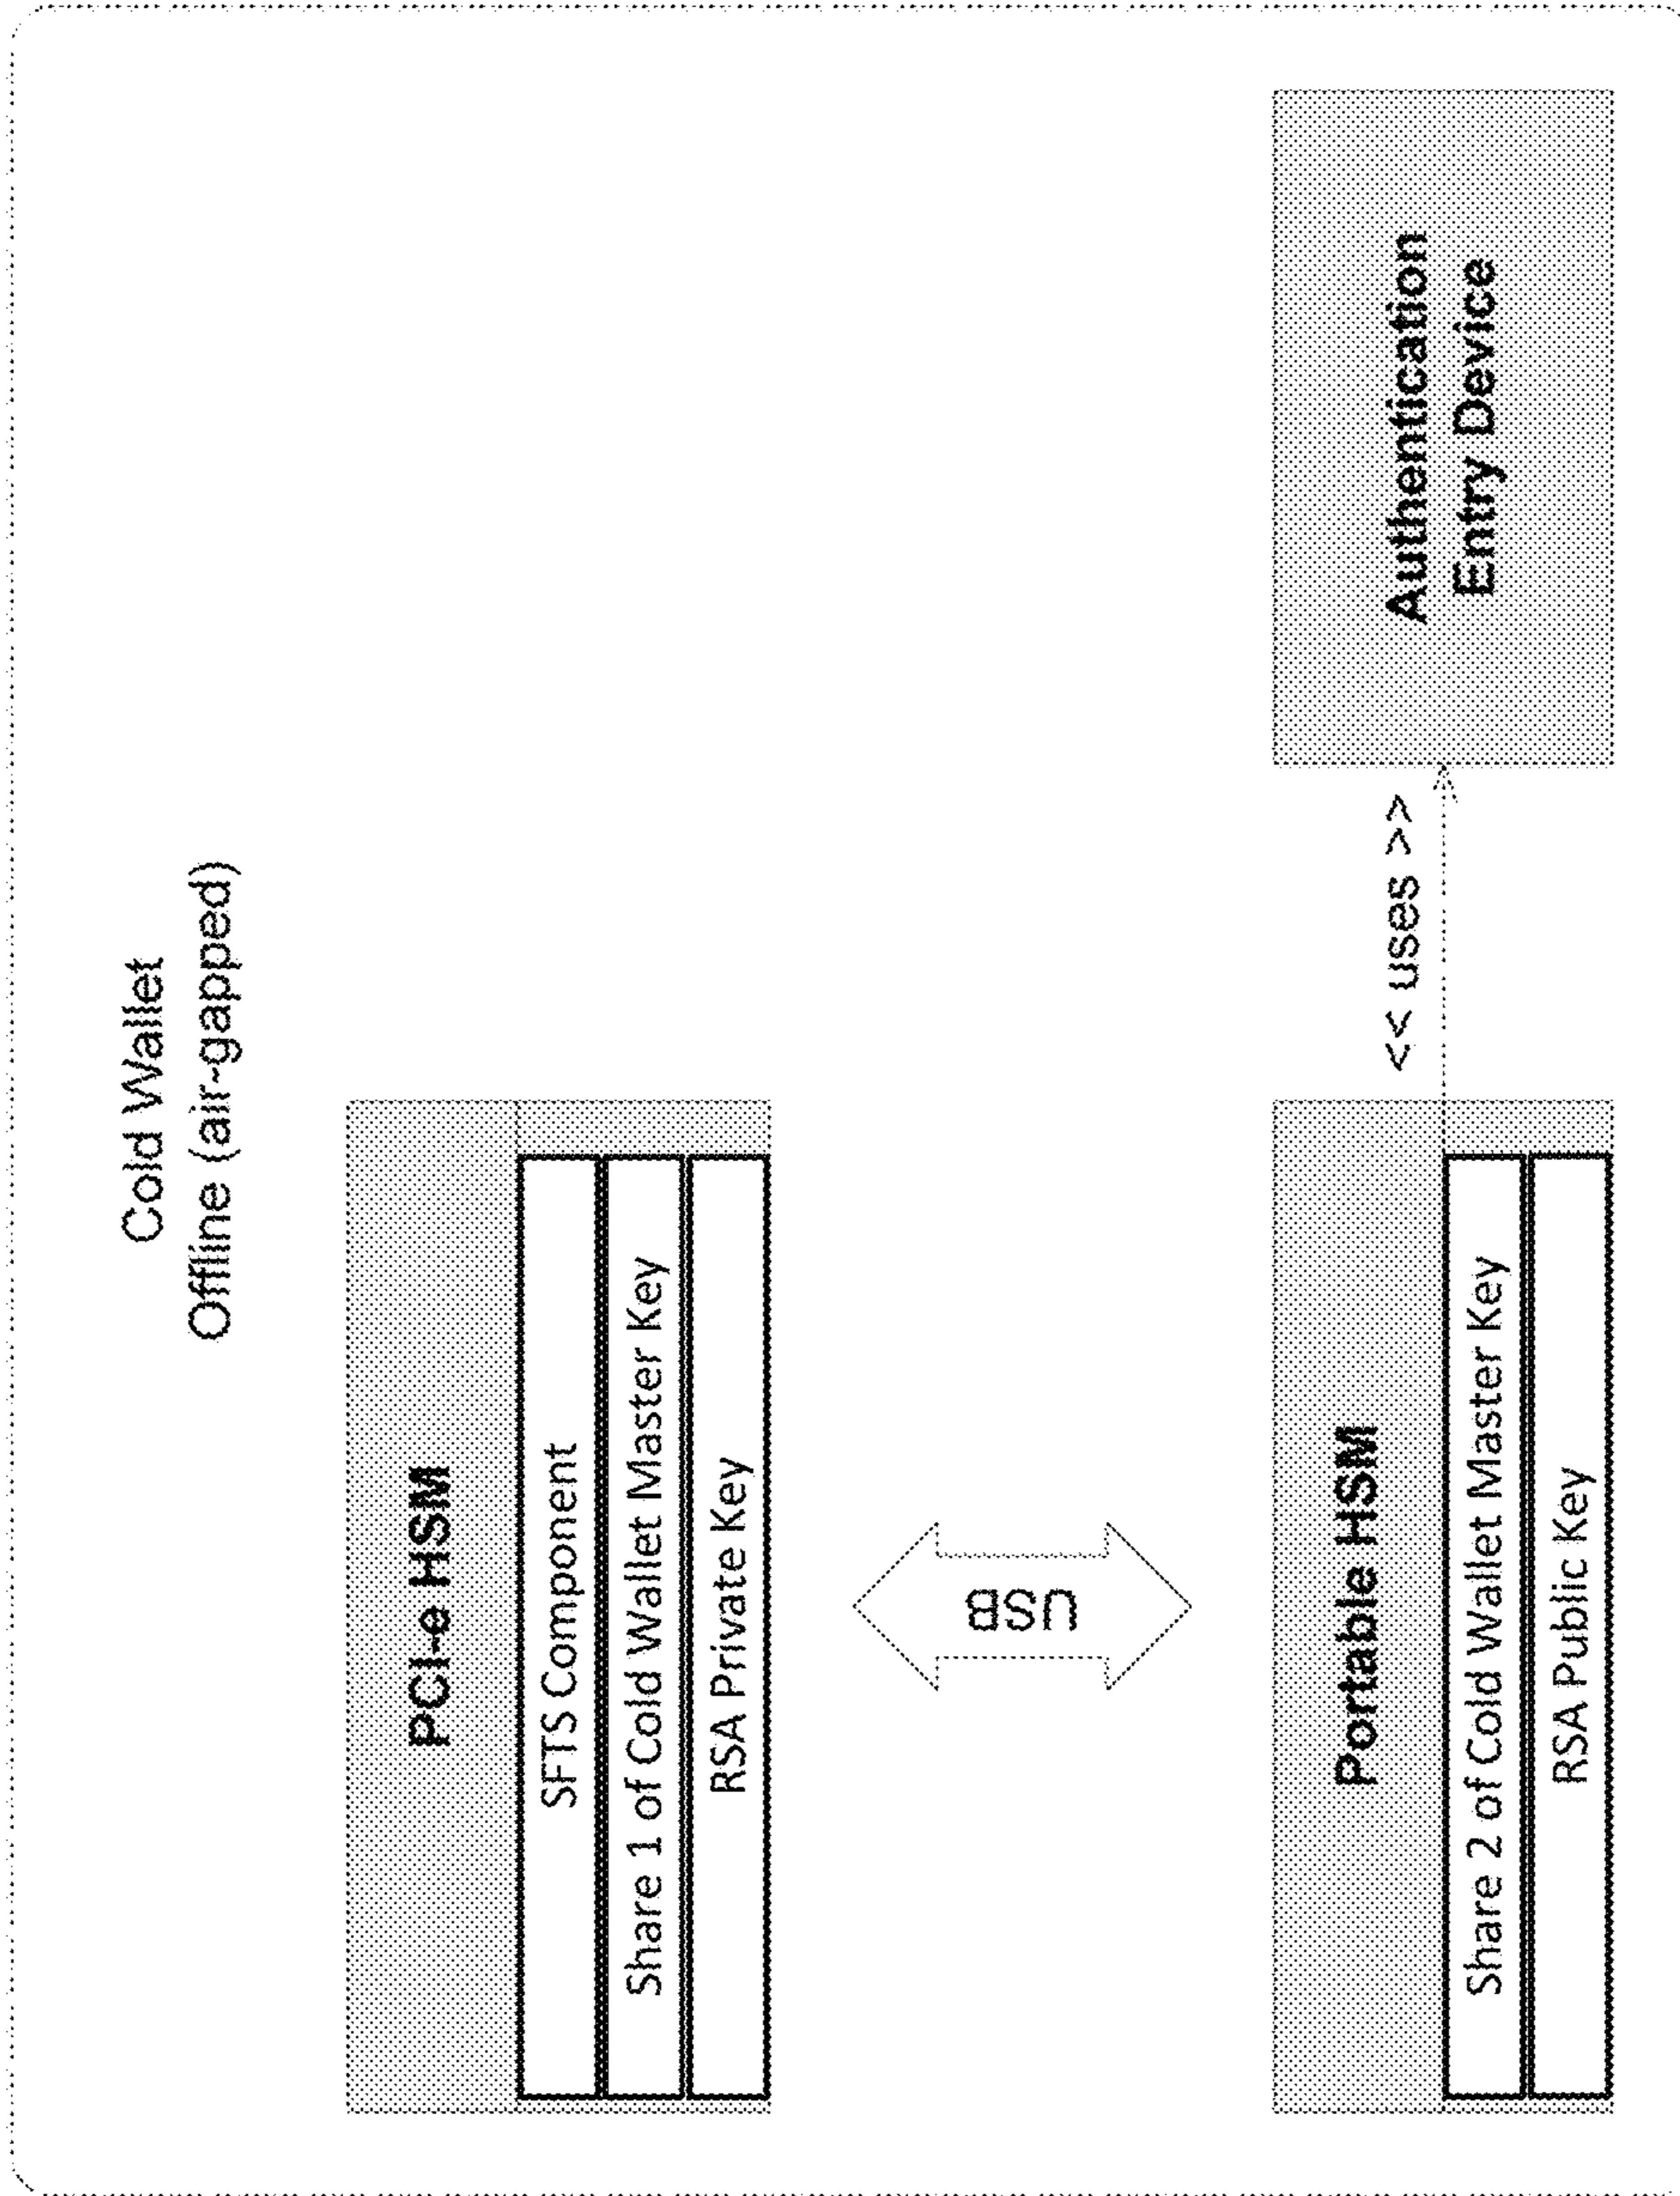 Cold Wallet
Offline (air-gapped)
PCI-e HSM
SFTS Component
Share 1 of Cold Wallet Master Key
RSA Private Key
USB
Portable HSM
Share 2 of Cold Wallet Master Key
RSA Public Key
<< uses >>
Authentication
Entry Device